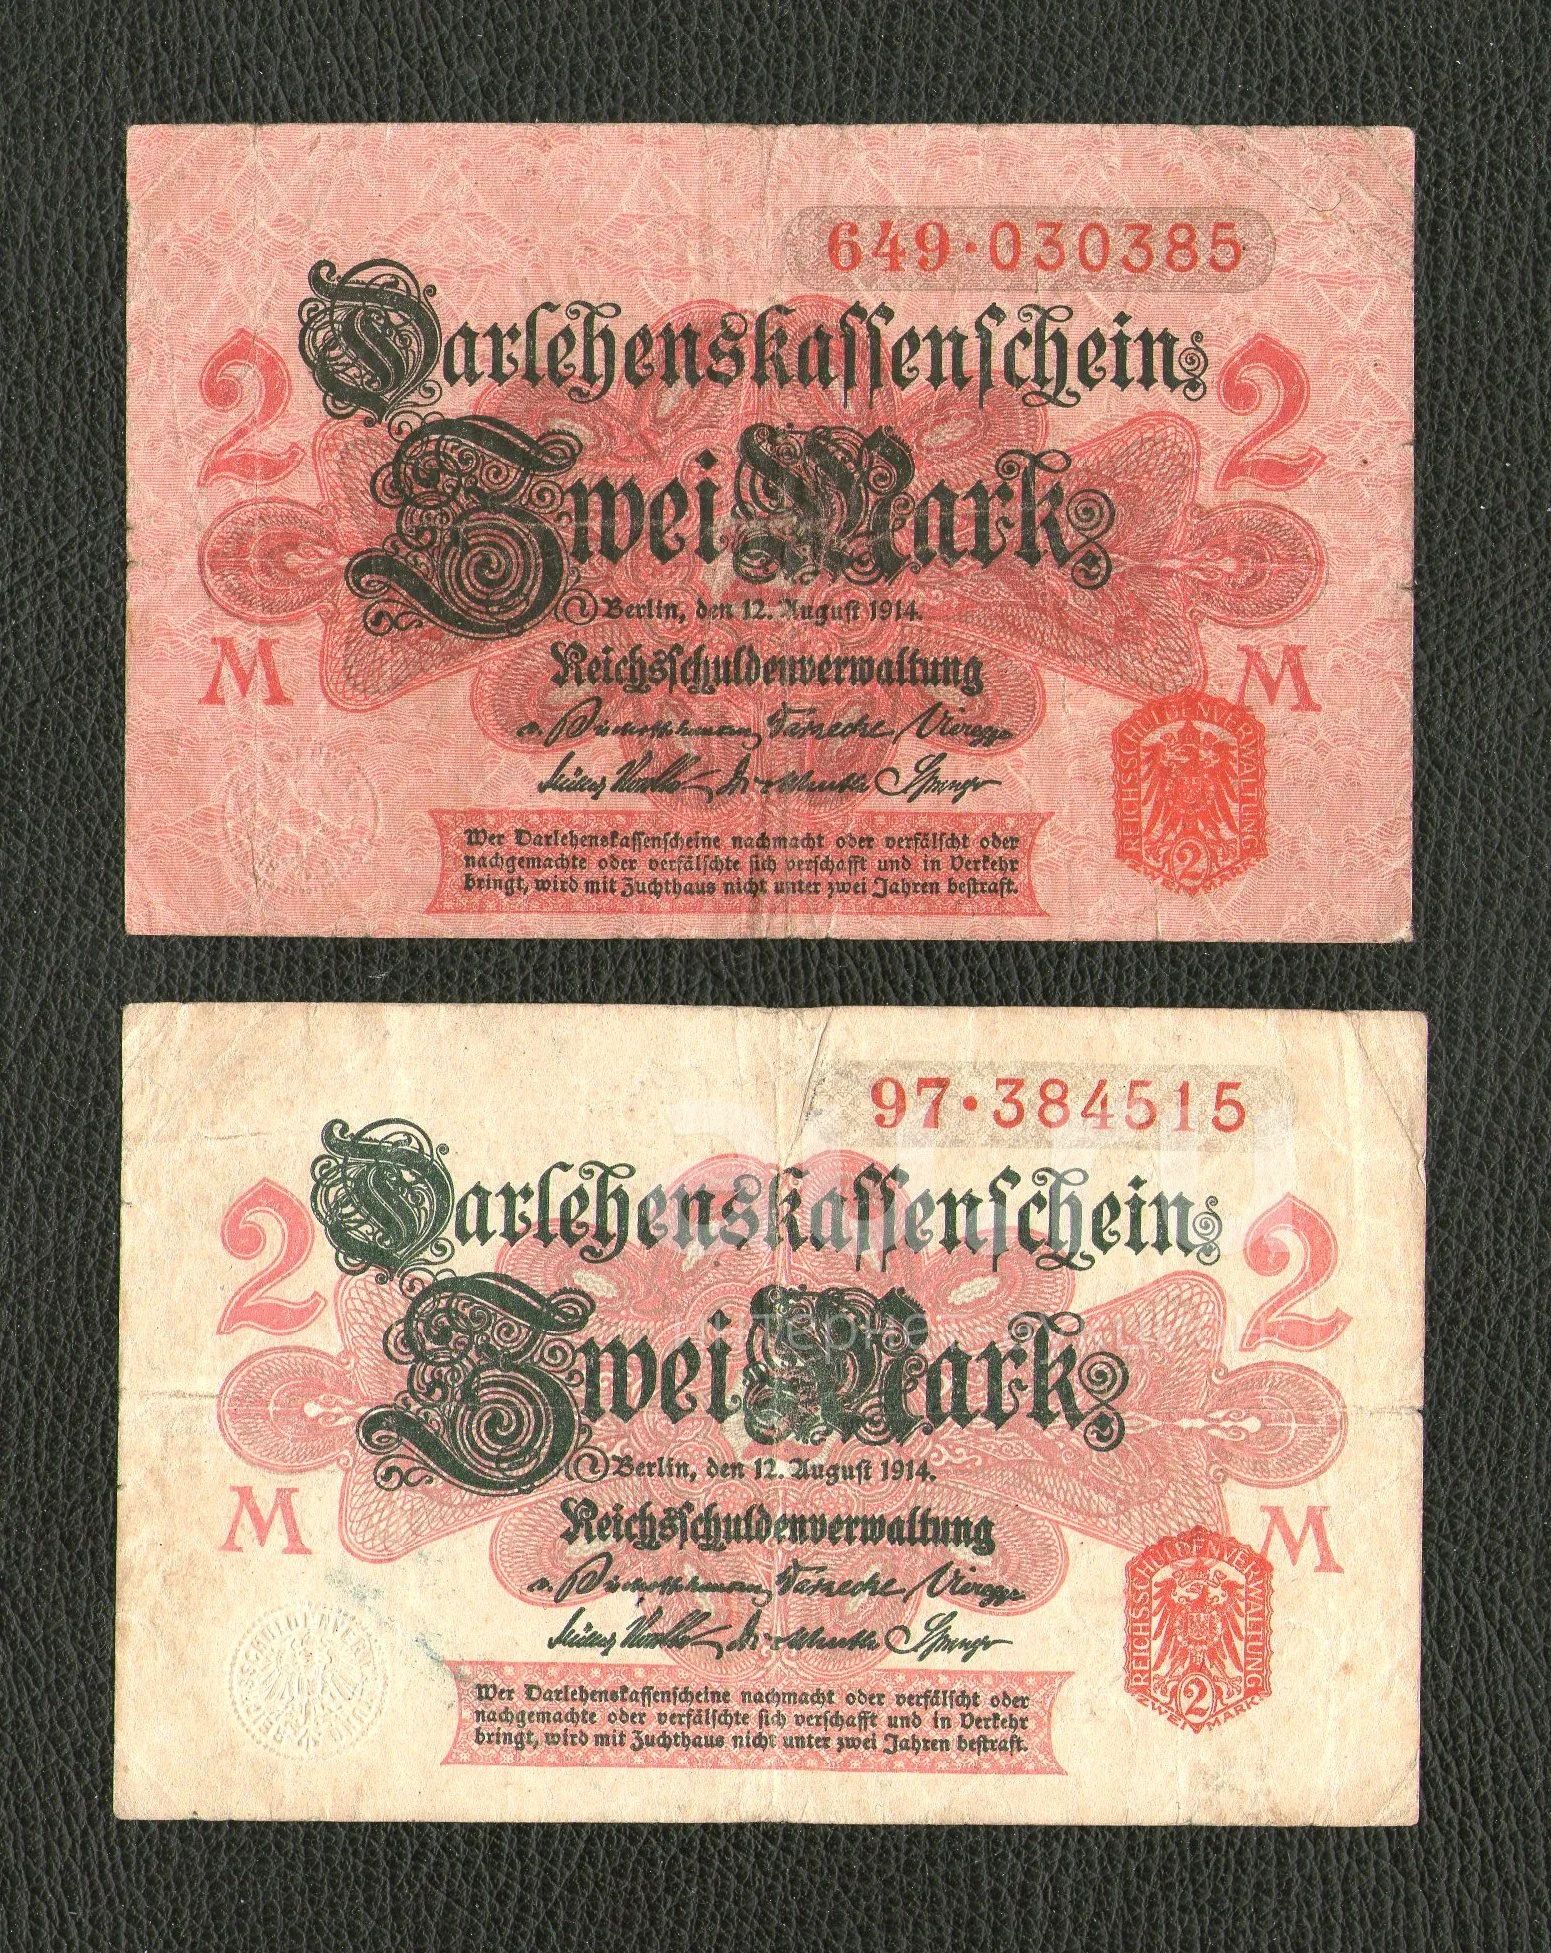 649·030385
Darlehenskassenschein
2 2
Zwei Mark
Berlin, den 12. August 1914.
M M
Reichsschuldenverwaltung
REICHSSCHULDENVERWALTUNG
2
ZWEI MARK
Wer Darlehenskassenscheine nachmacht oder verfälscht oder
nachgemachte oder verfälschte sich verschafft und in Verkehr
bringt, wird mit Zuchthaus nicht unter zwei Jahren bestraft.
97·384515
Darlehenskassenschein
2 2
Zwei Mark
Berlin, den 12. August 1914.
M M
Reichsschuldenverwaltung
REICHSSCHULDENVERWALTUNG
2
ZWEI MARK
REICHSSCHULDENVERWALTUNG
Wer Darlehenskassenscheine nachmacht oder verfälscht oder
nachgemachte oder verfälschte sich verschafft und in Verkehr
bringt, wird mit Zuchthaus nicht unter zwei Jahren bestraft.